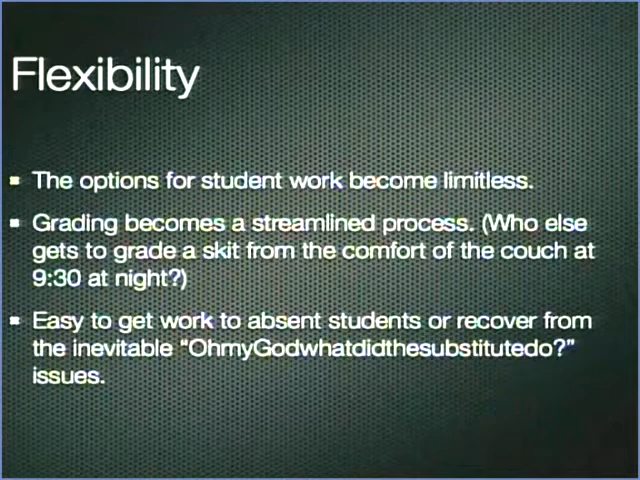 Flexibility
The options for student work become limitless.
Grading becomes a streamlined process. (Who else
gets to grade a skit from the comfort of the couch at
9:30 at night?)
Easy to get work to absent students or recover from
the inevitable “OhmyGodwhatdidthesubstitutedo?”
issues.